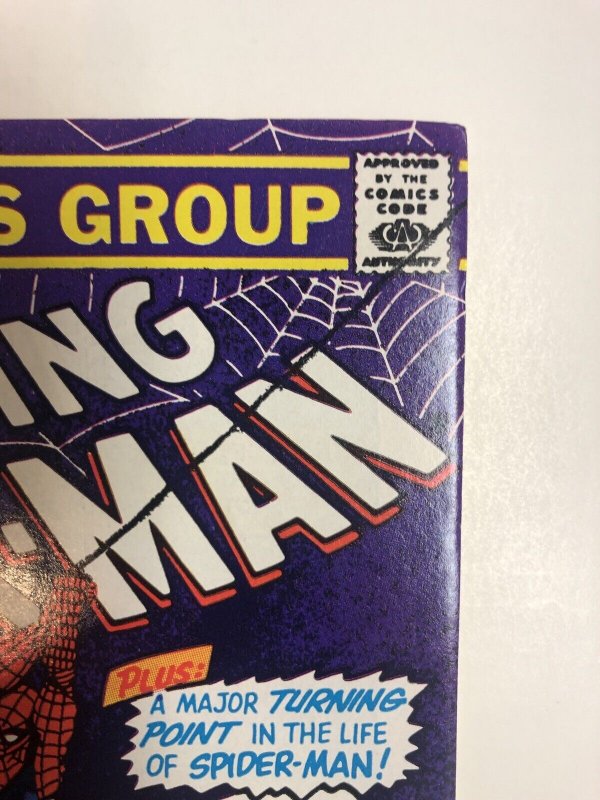 S GROUP
APPROVED
BY THE
COMICS
CODE
AUTHORITY
ING
MAN
PLUS:
A MAJOR TURNING
POINT IN THE LIFE
OF SPIDER-MAN!